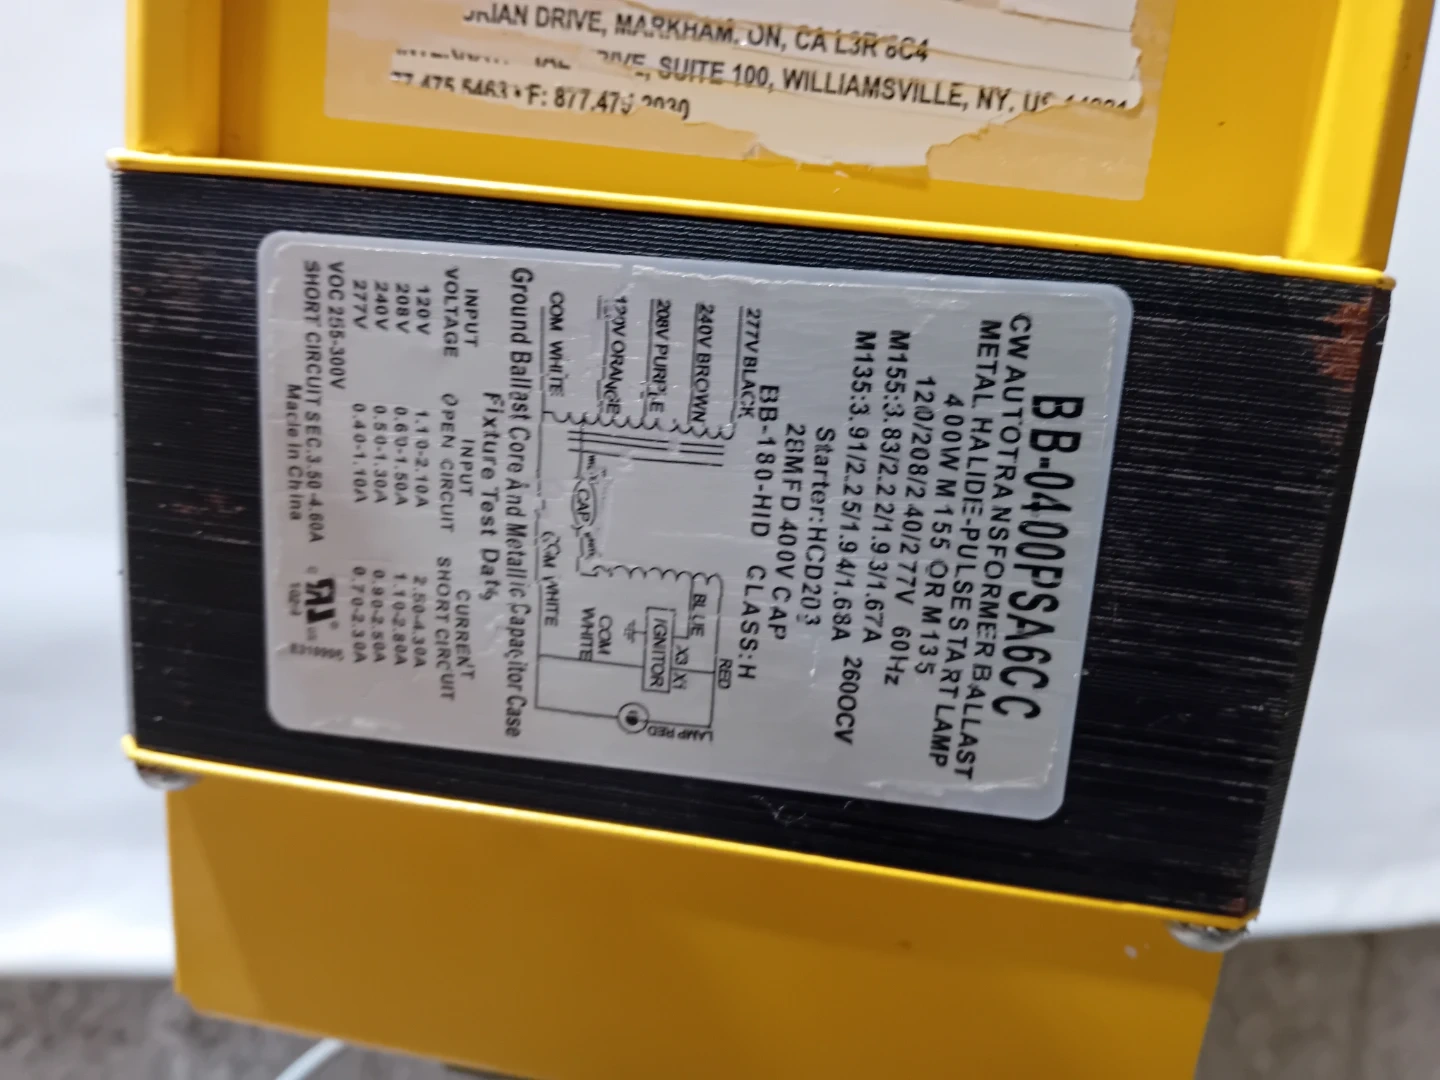 DRIVE, MARKHAM, ON, CA L3R
SUITE 100, WILLIAMSVILLE, NY, US
F: 877.475
BB-0400PSA6CC
CW AUTOTRANSFORMER BALLAST
METAL HALIDE-PULSE START LAMP
400W M155 OR M135
120/208/240/277V 60Hz
M155:3.83/2.22/1.93/1.67A
M135:3.91/2.25/1.94/1.68A 260OCV
Starter:HCD203
28MFD 400V CAP
BB-180-HID CLASS:H
277V BLACK
240V BROWN
208V PURPLE
120V ORANGE
COM WHITE
CAP
BLUE
RED
X3 X1
IGNITOR
COM
WHITE
COM WHITE
LAMP
RED
Ground Ballast Core And Metallic Capacitor Case
Fixture Test Data
INPUT INPUT CURRENT
VOLTAGE OPEN CIRCUIT SHORT CIRCUIT
120V 1.10-2.10A 2.50-4.30A
208V 0.60-1.50A 1.10-2.80A
240V 0.50-1.30A 0.90-2.50A
277V 0.40-1.10A 0.70-2.30A
VOC 255-300V
SHORT CIRCUIT SEC.3.50-4.60A
Made in China